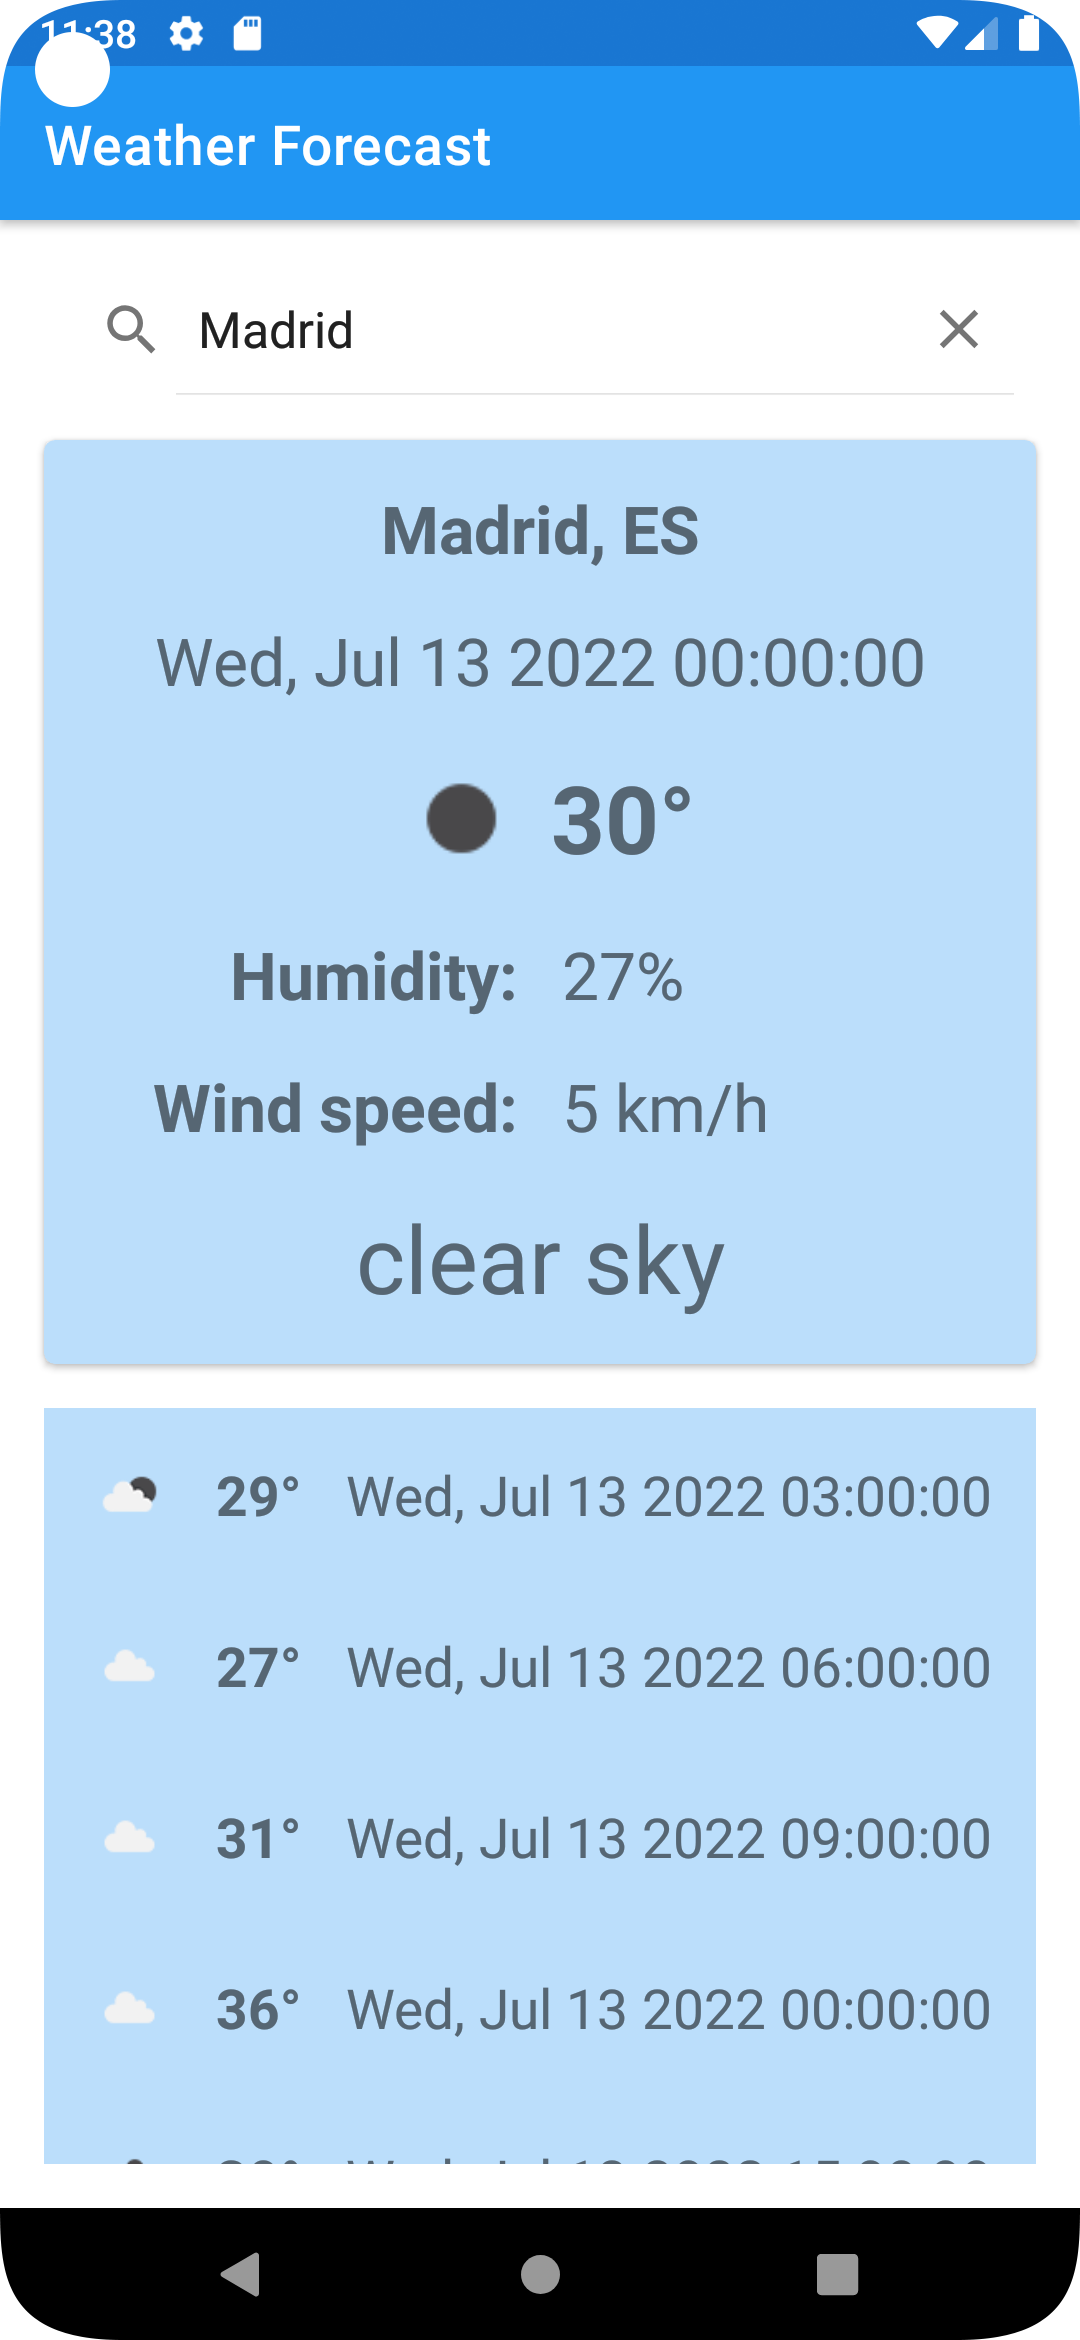 11:38
Weather Forecast
Madrid
Madrid, ES
Wed, Jul 13 2022 00:00:00
30°
Humidity: 27%
Wind speed: 5 km/h
clear sky
29° Wed, Jul 13 2022 03:00:00
27° Wed, Jul 13 2022 06:00:00
31° Wed, Jul 13 2022 09:00:00
36° Wed, Jul 13 2022 00:00:00